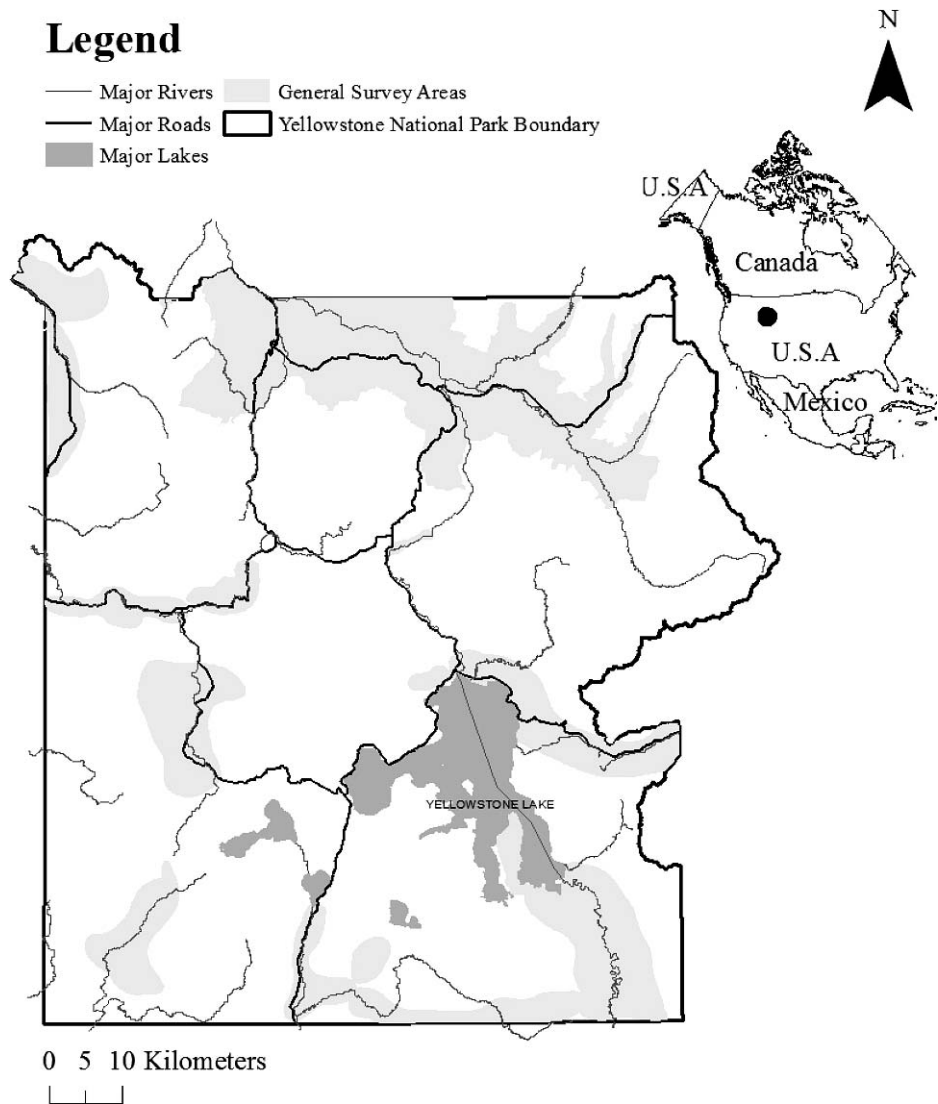 Legend
Major Rivers
General Survey Areas
Major Roads
Yellowstone National Park Boundary
Major Lakes
N
U.S.A
Canada
U.S.A
Mexico
YELLOWSTONE LAKE
0 5 10 Kilometers